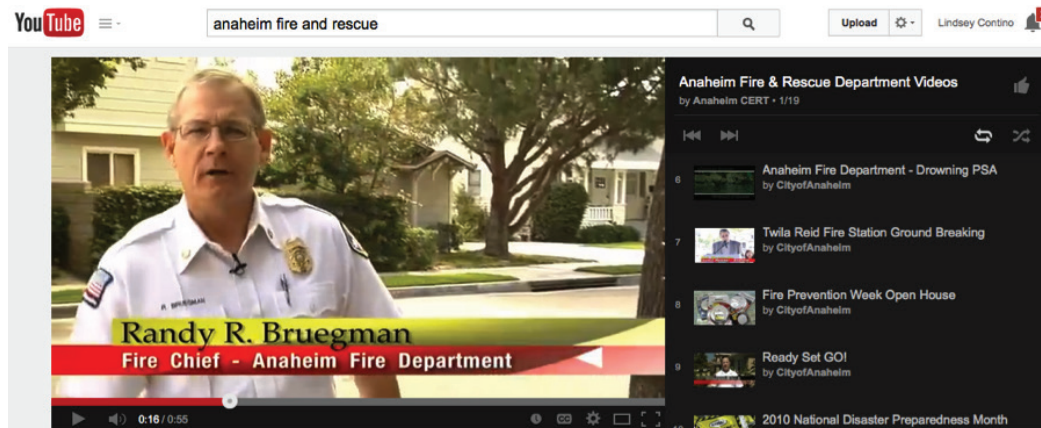 YouTube
anaheim fire and rescue
Upload
Lindsey Contino
Anaheim Fire & Rescue Department Videos
by Anaheim CERT • 1/19
6
Anaheim Fire Department - Drowning PSA
by CityofAnaheim
7
Twila Reid Fire Station Ground Breaking
by CityofAnaheim
8
Fire Prevention Week Open House
by CityofAnaheim
9
Ready Set GO!
by CityofAnaheim
2010 National Disaster Preparedness Month
R. BRUEGMAN
Randy R. Bruegman
Fire Chief - Anaheim Fire Department
0:16 / 0:55
CC